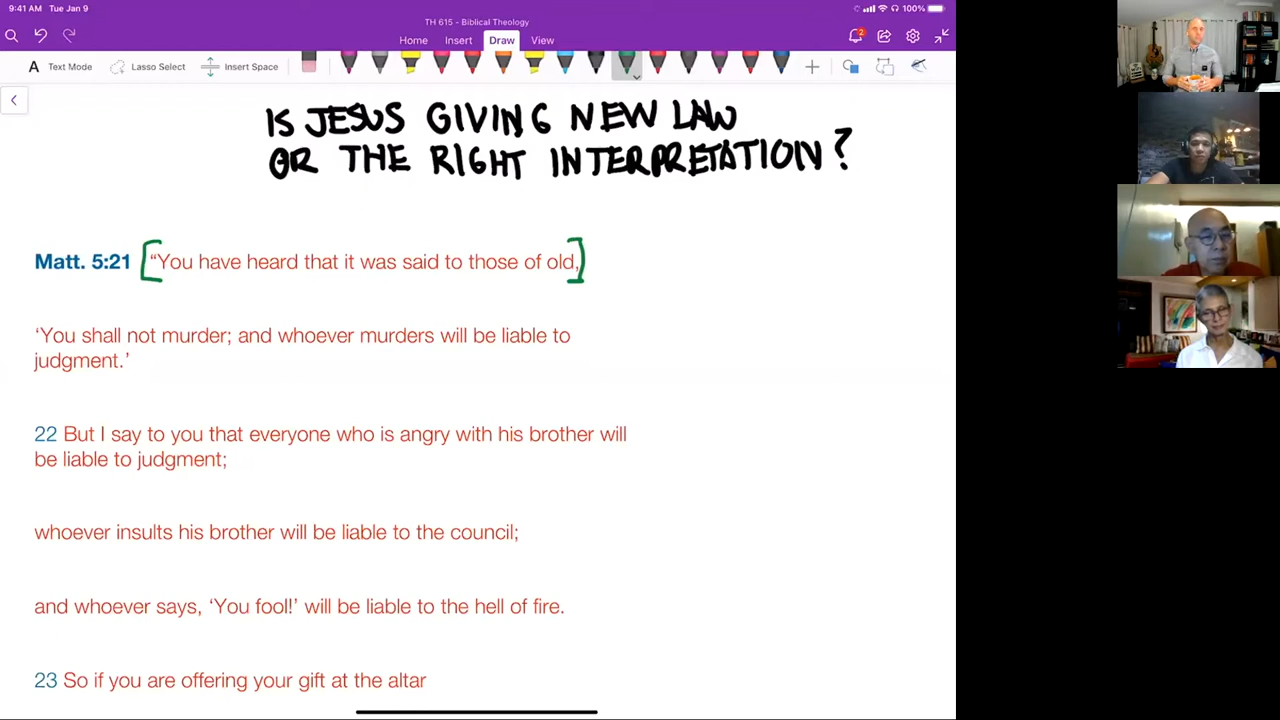 9:41 AM Tue Jan 9
100%
TH 615 - Biblical Theology
Home Insert Draw View
2
A Text Mode Lasso Select Insert Space
IS JESUS GIVING NEW LAW
OR THE RIGHT INTERPRETATION?
Matt. 5:21 [“You have heard that it was said to those of old,]
‘You shall not murder; and whoever murders will be liable to
judgment.’
22 But I say to you that everyone who is angry with his brother will
be liable to judgment;
whoever insults his brother will be liable to the council;
and whoever says, ‘You fool!’ will be liable to the hell of fire.
23 So if you are offering your gift at the altar